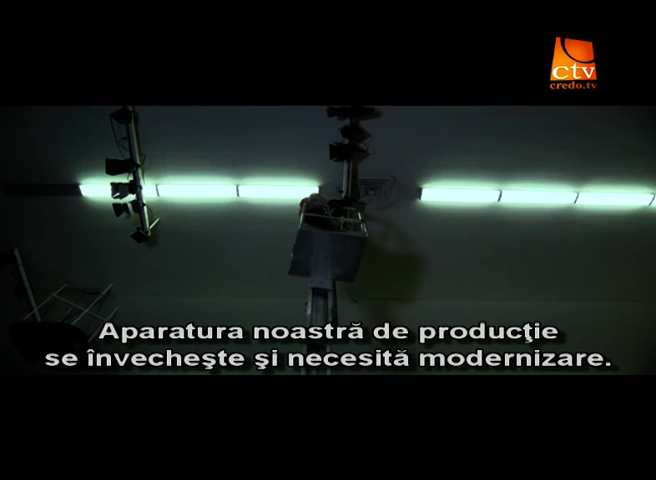 ctv
credo.tv
Aparatura noastră de producţie
se învecheşte şi necesită modernizare.